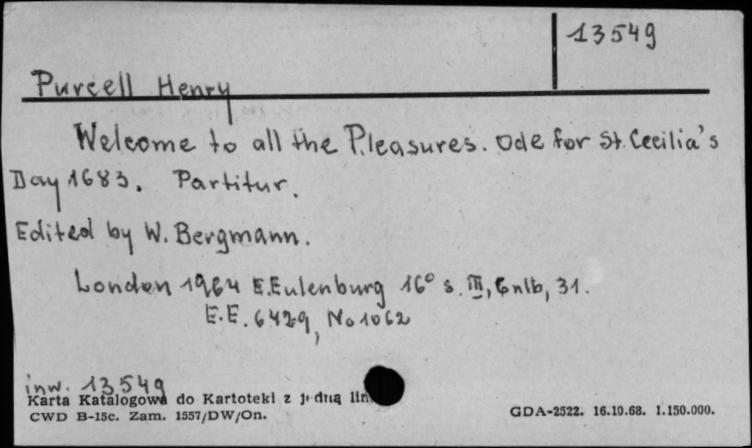 13549
Purcell Henry
Welcome to all the Pleasures. Ode for St. Cecilia's
Day 1683. Partitur.
Edited by W. Bergmann.
London 1964 E.Eulenburg 16° s. III, 31.
E.E. 6429, No 1062
inw. 13549
Karta Katalogowa do Kartoteki z jedną lin
CWD B-15c. Zam. 1557/DW/On.
GDA-2522. 16.10.68. 1.150.000.